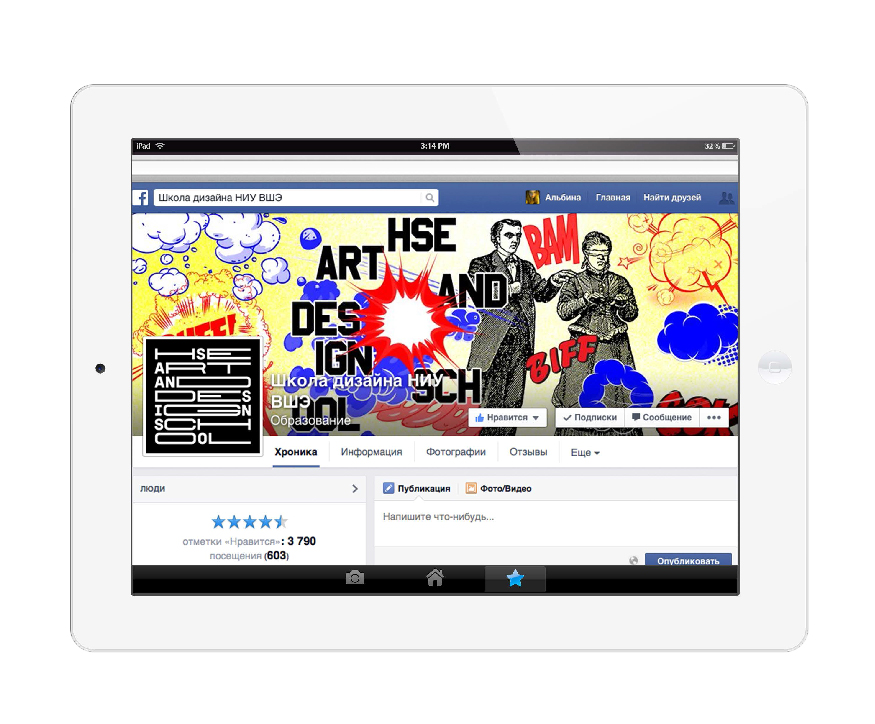 iPad
3:14 PM
32 %
Школа дизайна НИУ ВШЭ
Альбина
Главная
Найти друзей
HSE
ART
AND
DES
IGN
SCH
OOL
BAM
BIFF
HSE
ART
AND D
DES
IGN
SCH
OOL
Школа дизайна НИУ
ВШЭ
Образование
Нравится
Подписки
Сообщение
•••
Хроника
Информация
Фотографии
Отзывы
Еще
люди
отметки «Нравится»: 3 790
посещения (603)
Публикация
Фото/Видео
Напишите что-нибудь...
Опубликовать